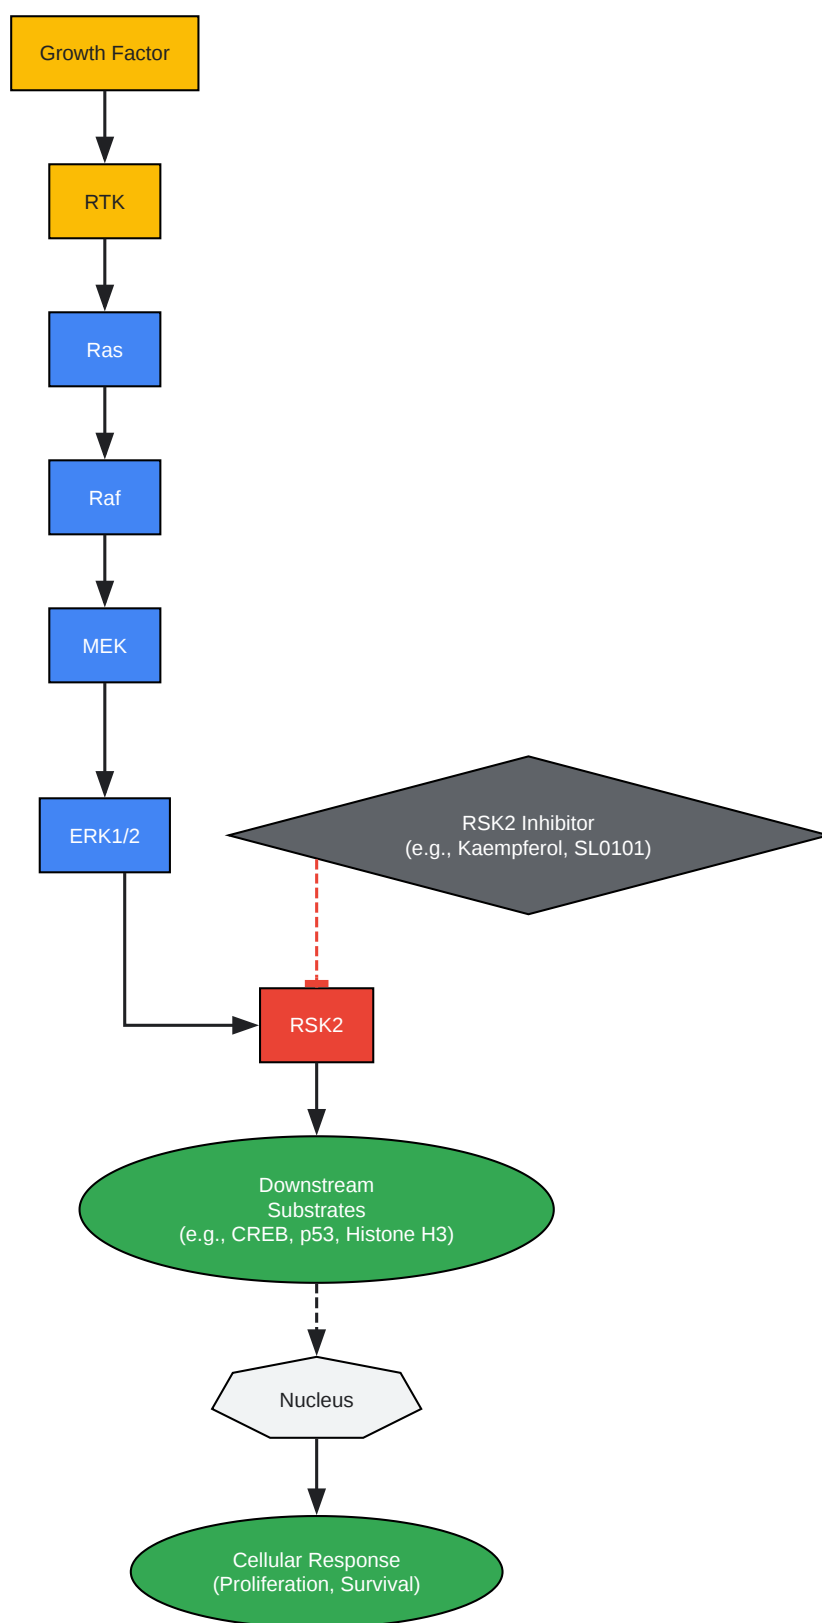 Growth Factor
RTK
Ras
Raf
MEK
ERK1/2
RSK2 Inhibitor
(e.g., Kaempferol, SL0101)
RSK2
Downstream
Substrates
(e.g., CREB, p53, Histone H3)
Nucleus
Cellular Response
(Proliferation, Survival)